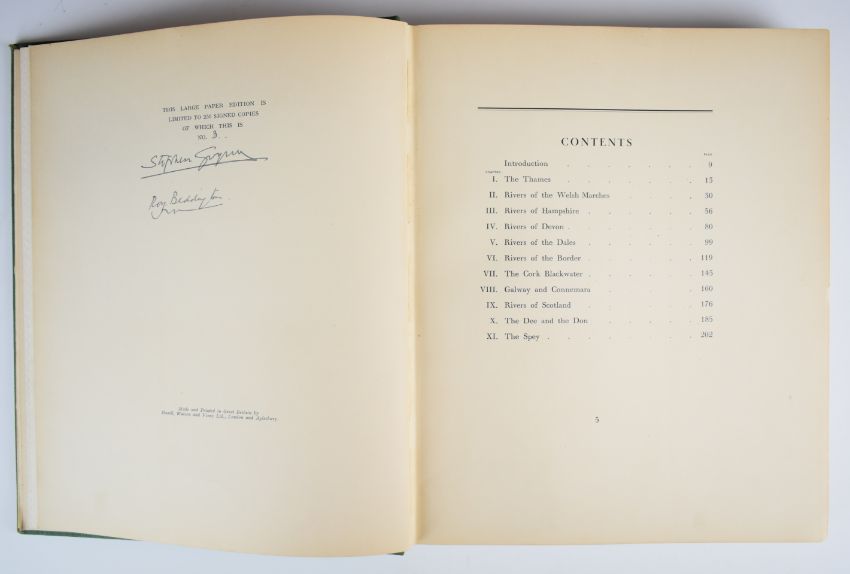 THIS LARGE PAPER EDITION IS
LIMITED TO 250 SIGNED COPIES
OF WHICH THIS IS
NO. 3 .
Stephen Gwynn
Roy Beddington
Made and Printed in Great Britain by
Hazell, Watson and Viney Ltd., London and Aylesbury
CONTENTS
PAGE
Introduction . . . . . . . 9
CHAPTER
I. The Thames . . . . . . . 15
II. Rivers of the Welsh Marches . . . . 30
III. Rivers of Hampshire . . . . . . 56
IV. Rivers of Devon . . . . . . . 80
V. Rivers of the Dales . . . . . . 99
VI. Rivers of the Border . . . . . . 119
VII. The Cork Blackwater . . . . . . 145
VIII. Galway and Connemara . . . . . 160
IX. Rivers of Scotland . . . . . . 176
X. The Dee and the Don . . . . . . 185
XI. The Spey . . . . . . . . 202
5